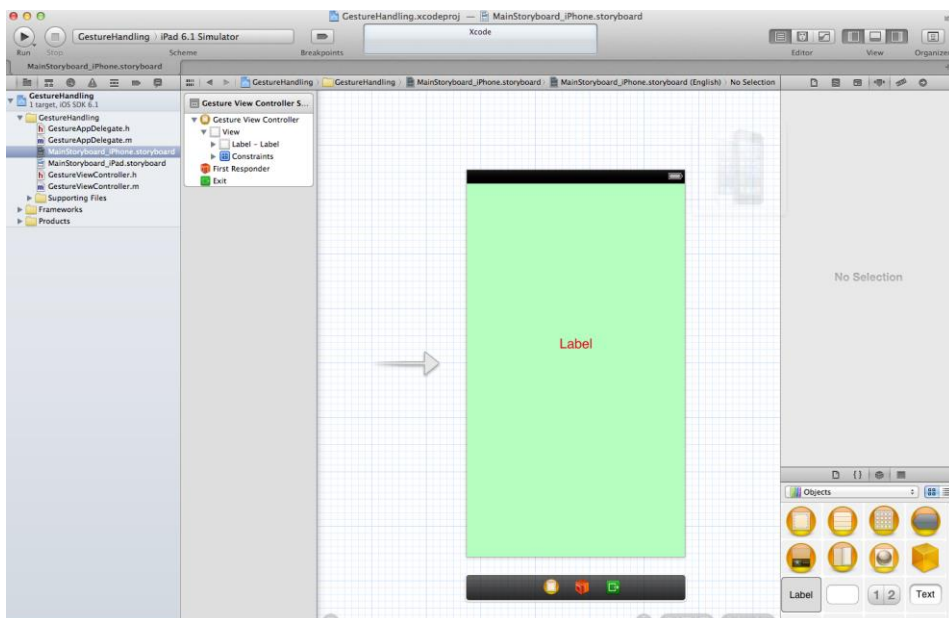 GestureHandling.xcodeproj — MainStoryboard_iPhone.storyboard
GestureHandling iPad 6.1 Simulator
Xcode
Run Stop Scheme Breakpoints Editor View Organizer
MainStoryboard_iPhone.storyboard
GestureHandling GestureHandling MainStoryboard_iPhone.storyboard MainStoryboard_iPhone.storyboard (English) No Selection
GestureHandling
1 target, iOS SDK 6.1
GestureHandling
h GestureAppDelegate.h
m GestureAppDelegate.m
MainStoryboard_iPhone.storyboard
MainStoryboard_iPad.storyboard
h GestureViewController.h
m GestureViewController.m
Supporting Files
Frameworks
Products
Gesture View Controller S...
Gesture View Controller
View
Label - Label
Constraints
First Responder
Exit
Label
No Selection
{}
Objects
Label
1 2
Text